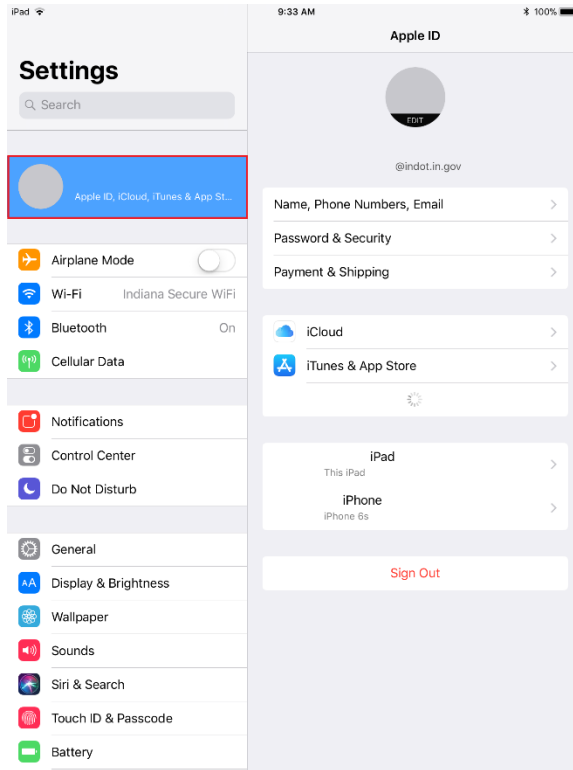 iPad
9:33 AM
100%
Settings
Search
Apple ID, iCloud, iTunes & App St...
Airplane Mode
Wi-Fi Indiana Secure WiFi
Bluetooth On
Cellular Data
Notifications
Control Center
Do Not Disturb
General
Display & Brightness
Wallpaper
Sounds
Siri & Search
Touch ID & Passcode
Battery
Apple ID
EDIT
@indot.in.gov
Name, Phone Numbers, Email
Password & Security
Payment & Shipping
iCloud
iTunes & App Store
iPad
This iPad
iPhone
iPhone 6s
Sign Out